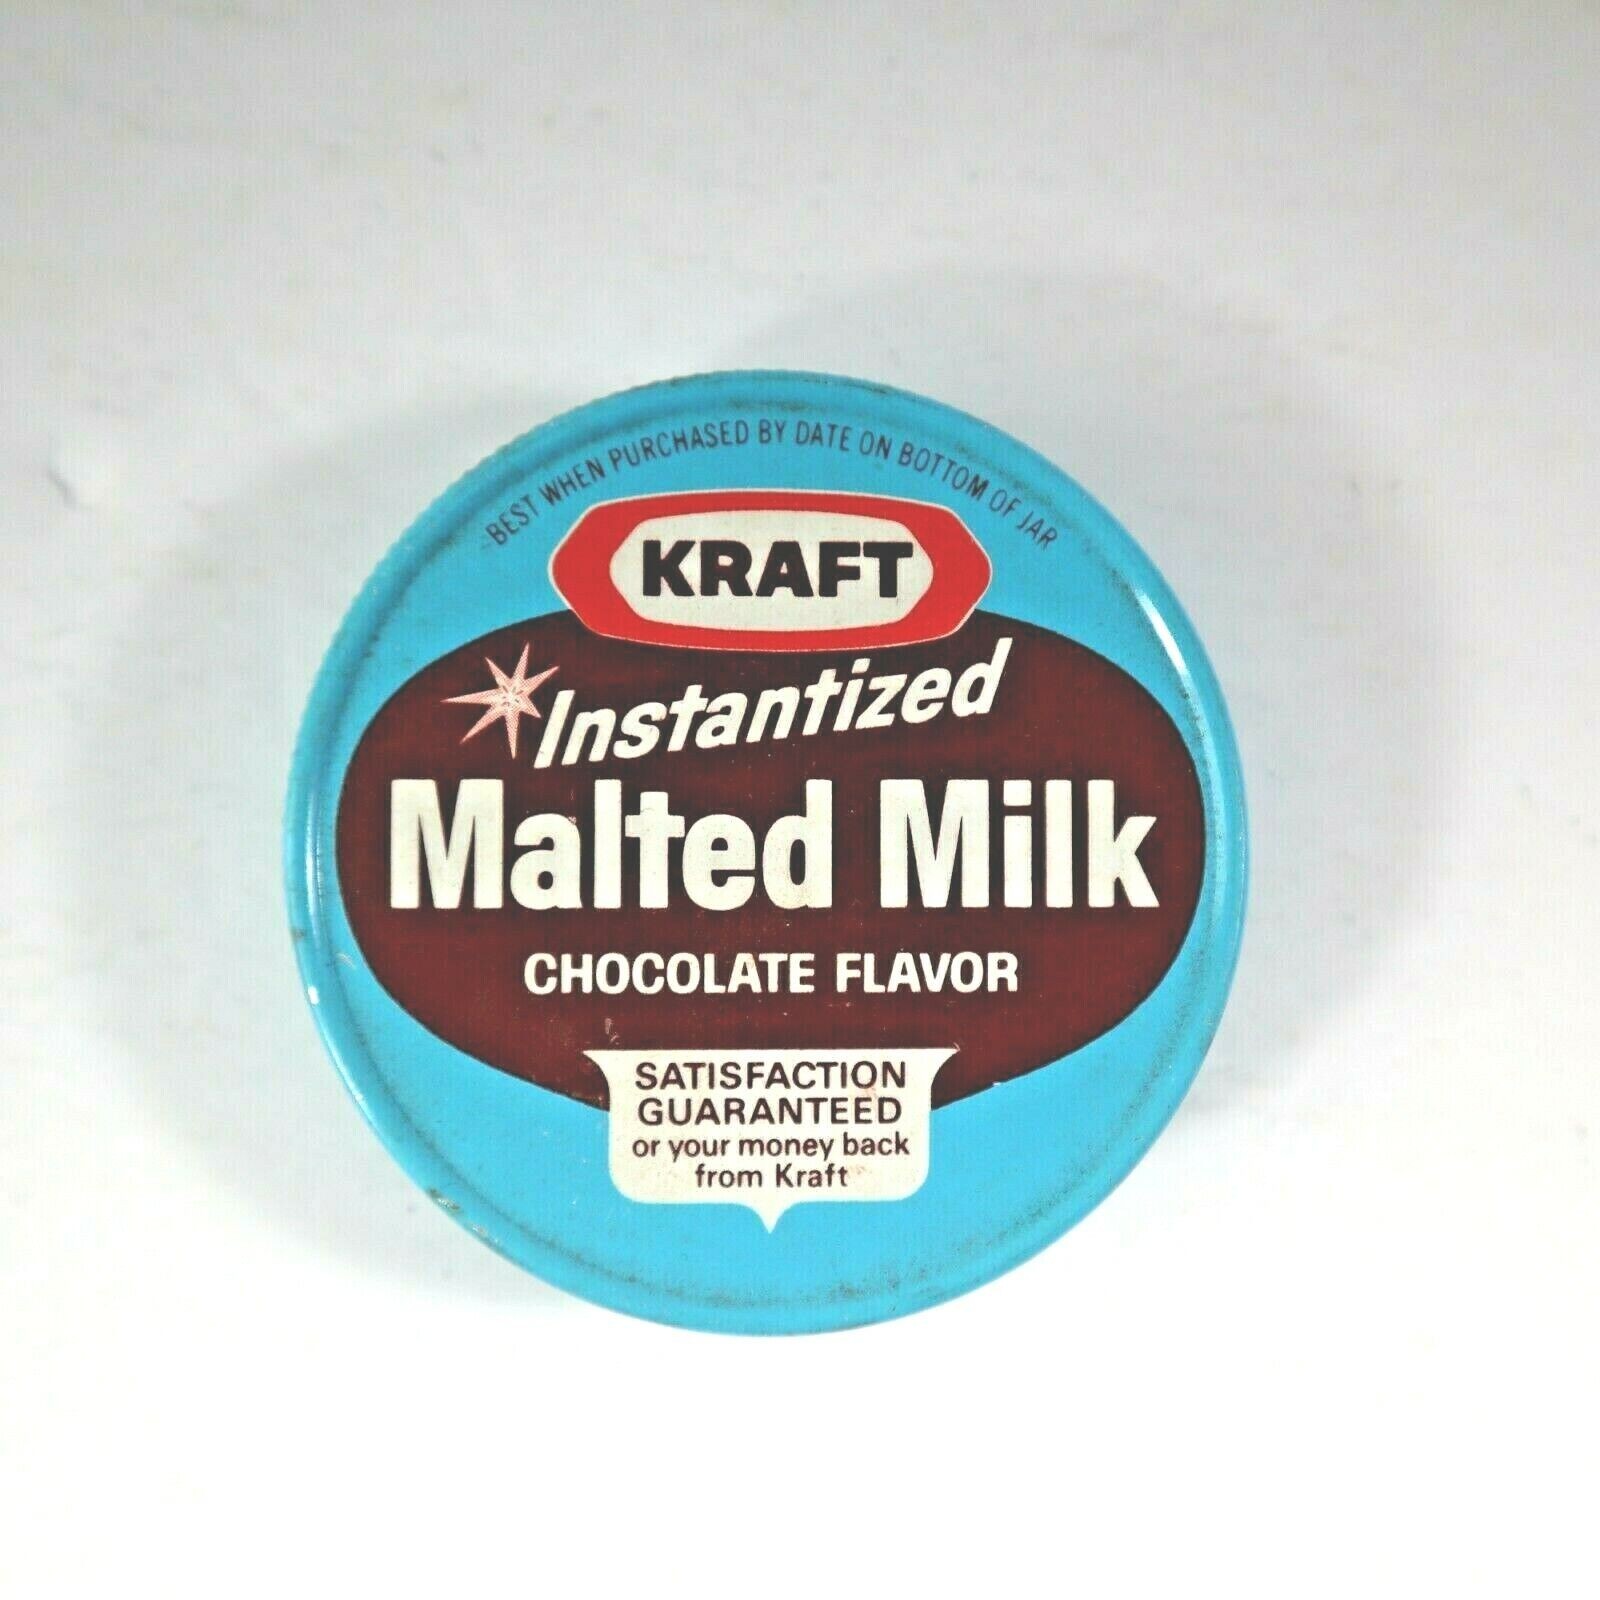 BEST WHEN PURCHASED BY DATE ON BOTTOM OF JAR
KRAFT
Instantized
Malted Milk
CHOCOLATE FLAVOR
SATISFACTION
GUARANTEED
or your money back
from Kraft